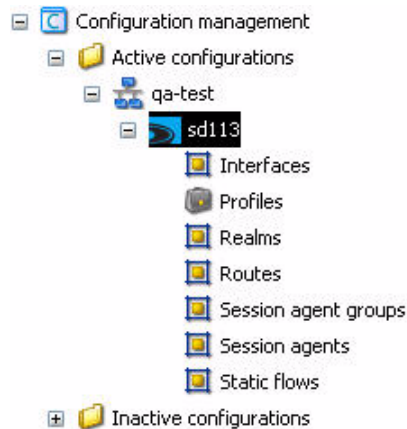 Configuration management
Active configurations
qa-test
sd113
Interfaces
Profiles
Realms
Routes
Session agent groups
Session agents
Static flows
Inactive configurations